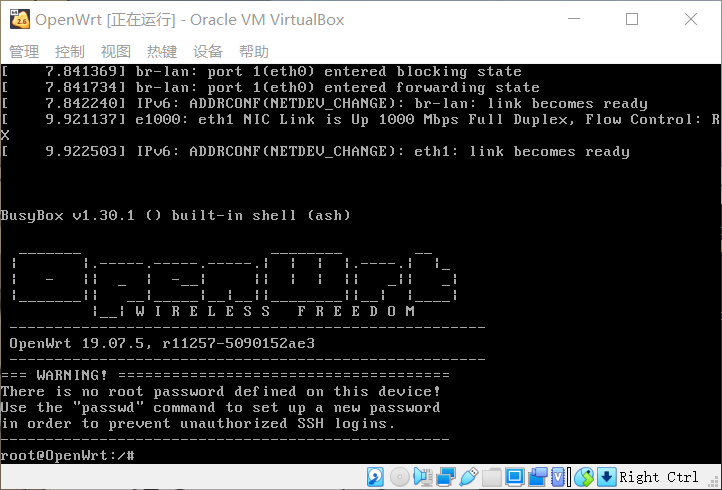 OpenWrt [正在运行] - Oracle VM VirtualBox
管理 控制 视图 热键 设备 帮助
[    7.841369] br-lan: port 1(eth0) entered blocking state
[    7.841734] br-lan: port 1(eth0) entered forwarding state
[    7.842240] IPv6: ADDRCONF(NETDEV_CHANGE): br-lan: link becomes ready
[    9.921137] e1000: eth1 NIC Link is Up 1000 Mbps Full Duplex, Flow Control: R
X
[    9.922503] IPv6: ADDRCONF(NETDEV_CHANGE): eth1: link becomes ready
BusyBox v1.30.1 () built-in shell (ash)
OpenWrt
W I R E L E S S   F R E E D O M
-----------------------------------------------------
OpenWrt 19.07.5, r11257-5090152ae3
-----------------------------------------------------
=== WARNING! =====================================
There is no root password defined on this device!
Use the "passwd" command to set up a new password
in order to prevent unauthorized SSH logins.
--------------------------------------------------
root@OpenWrt:/#
Right Ctrl